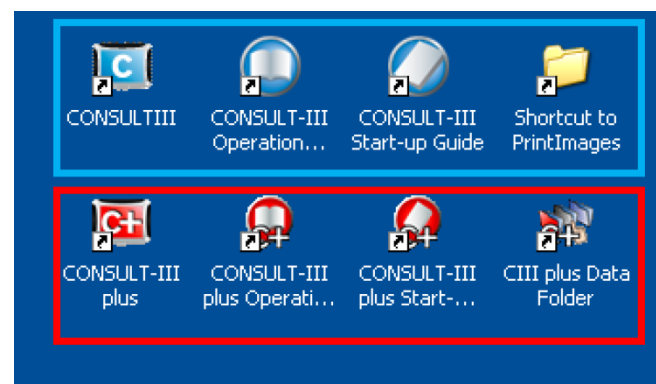 C
CONSULTIII
CONSULT-III
Operation...
CONSULT-III
Start-up Guide
Shortcut to
PrintImages
C+
CONSULT-III
plus
C+
CONSULT-III
plus Operati...
C+
CONSULT-III
plus Start-...
CIII plus Data
Folder